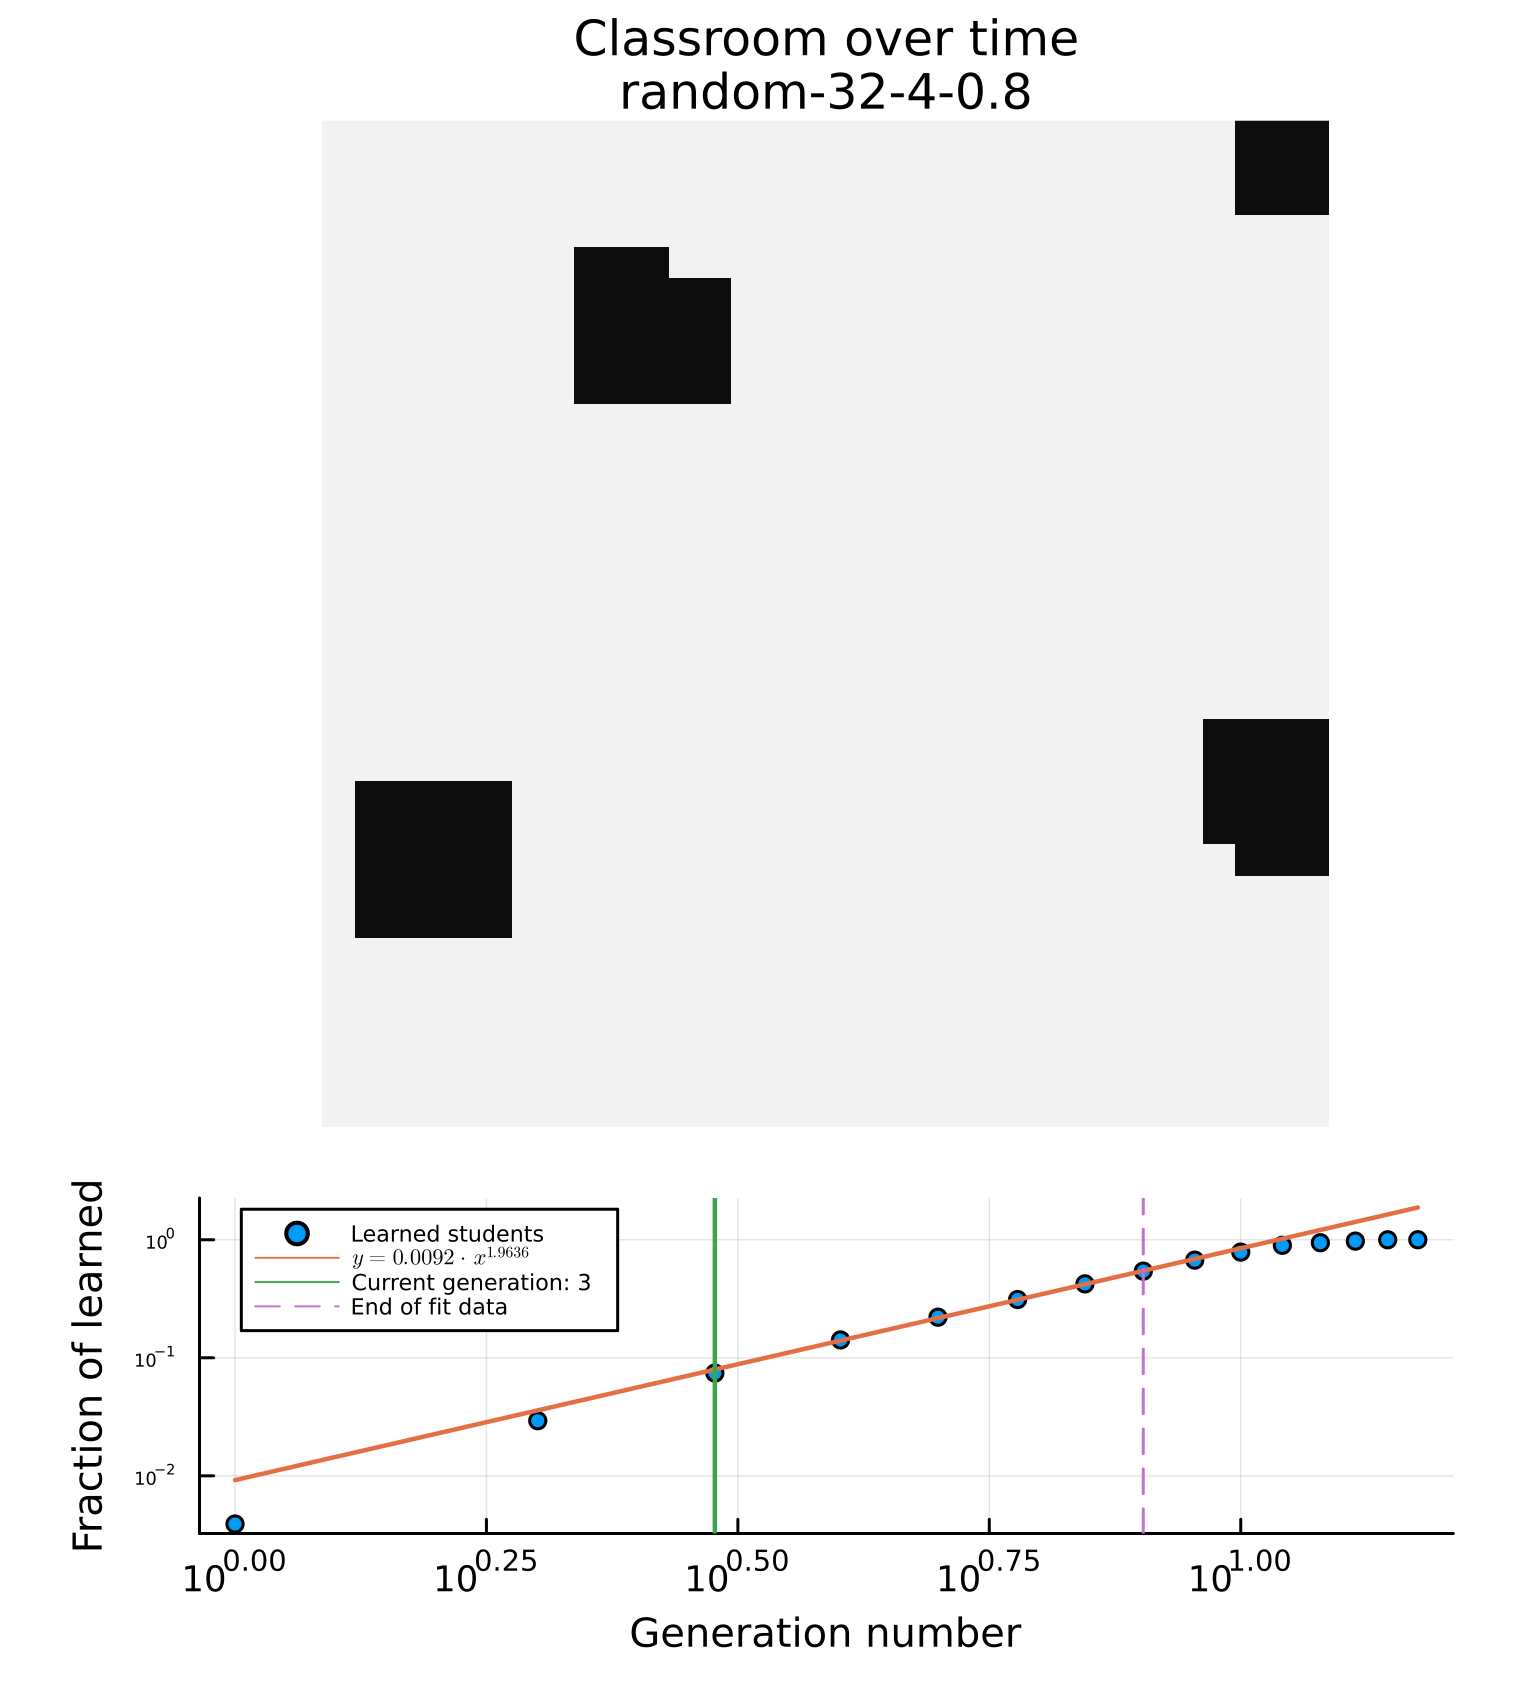 Classroom over time
random-32-4-0.8
Fraction of learned
10⁰
10⁻¹
10⁻²
Learned students
y = 0.0092 · x^1.9636
Current generation: 3
End of fit data
10^0.00 10^0.25 10^0.50 10^0.75 10^1.00
Generation number